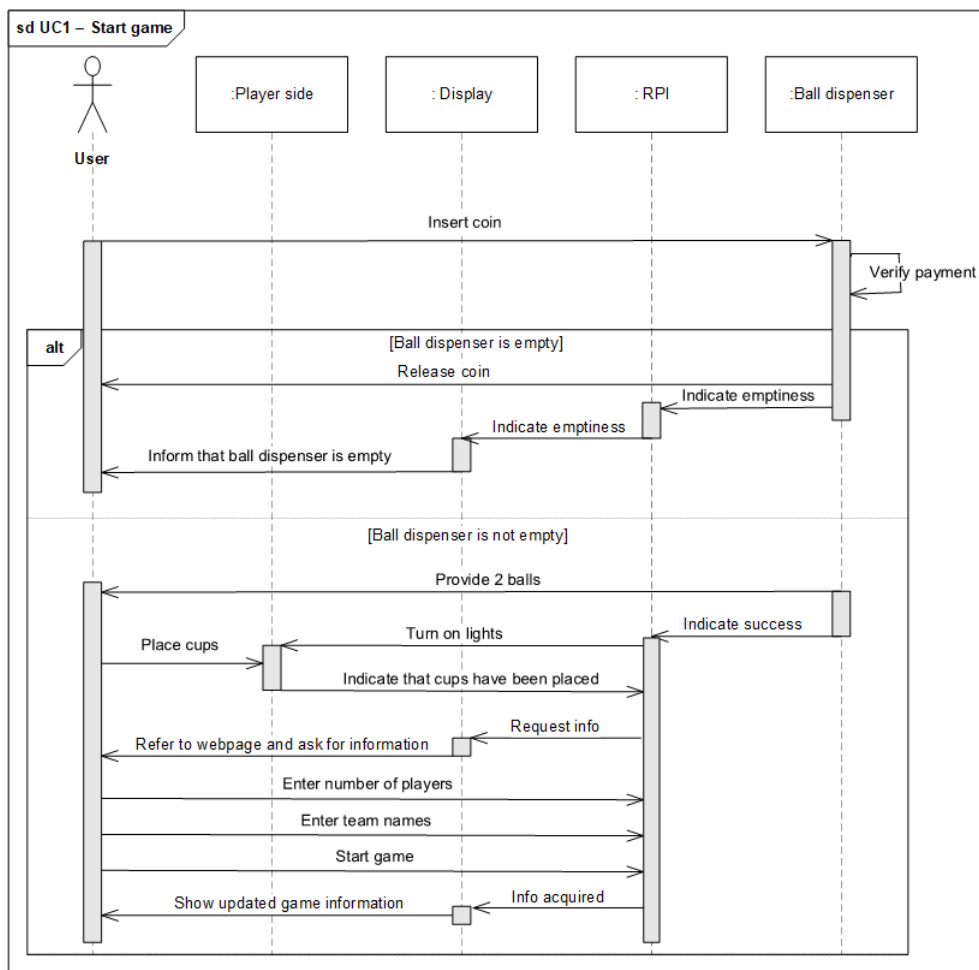 sd UC1 – Start game
User
:Player side
: Display
: RPI
:Ball dispenser
Insert coin
Verify payment
alt
[Ball dispenser is empty]
Release coin
Indicate emptiness
Indicate emptiness
Inform that ball dispenser is empty
[Ball dispenser is not empty]
Provide 2 balls
Indicate success
Turn on lights
Place cups
Indicate that cups have been placed
Request info
Refer to webpage and ask for information
Enter number of players
Enter team names
Start game
Info acquired
Show updated game information